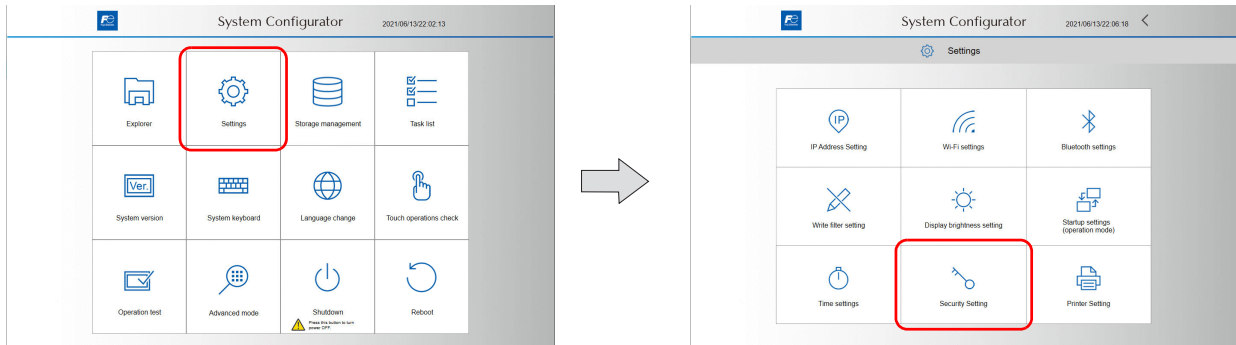 Fe
System Configurator
2021/06/13/22:02:13
Explorer
Settings
Storage management
Task list
Ver.
System version
System keyboard
Language change
Touch operations check
Operation test
Advanced mode
Shutdown
Press this button to turn
power OFF.
Reboot
Fe
System Configurator
2021/06/13/22:06:18
Settings
IP
IP Address Setting
Wi-Fi settings
Bluetooth settings
Write filter setting
Display brightness setting
Startup settings
(operation mode)
Time settings
Security Setting
Printer Setting